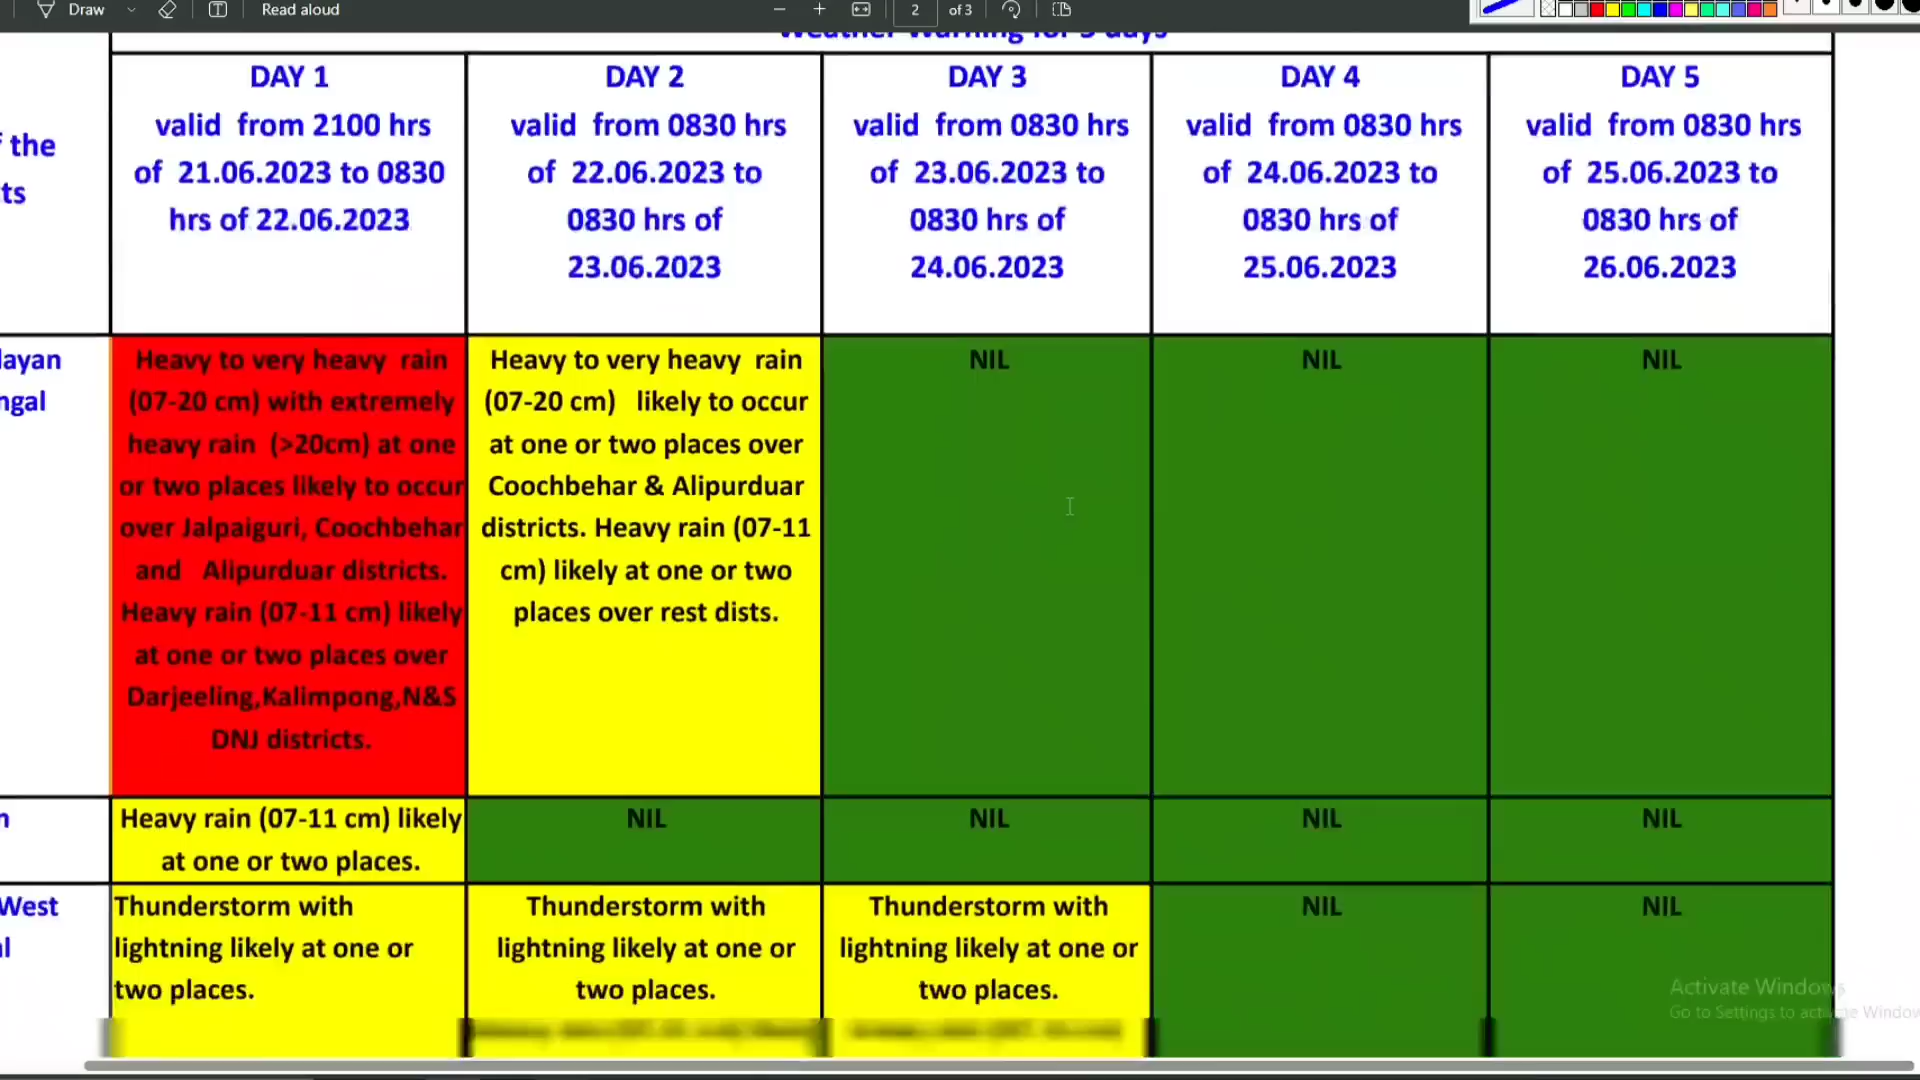 Draw
Read aloud
2
of 3
Weather Warning for 5 days
f the
ts
DAY 1
valid from 2100 hrs
of 21.06.2023 to 0830
hrs of 22.06.2023
DAY 2
valid from 0830 hrs
of 22.06.2023 to
0830 hrs of
23.06.2023
DAY 3
valid from 0830 hrs
of 23.06.2023 to
0830 hrs of
24.06.2023
DAY 4
valid from 0830 hrs
of 24.06.2023 to
0830 hrs of
25.06.2023
DAY 5
valid from 0830 hrs
of 25.06.2023 to
0830 hrs of
26.06.2023
layan
ngal
Heavy to very heavy rain
(07-20 cm) with extremely
heavy rain (>20cm) at one
or two places likely to occur
over Jalpaiguri, Coochbehar
and Alipurduar districts.
Heavy rain (07-11 cm) likely
at one or two places over
Darjeeling,Kalimpong,N&S
DNJ districts.
Heavy to very heavy rain
(07-20 cm) likely to occur
at one or two places over
Coochbehar & Alipurduar
districts. Heavy rain (07-11
cm) likely at one or two
places over rest dists.
NIL
NIL
NIL
n
Heavy rain (07-11 cm) likely
at one or two places.
NIL
NIL
NIL
NIL
West
l
Thunderstorm with
lightning likely at one or
two places.
Thunderstorm with
lightning likely at one or
two places.
Thunderstorm with
lightning likely at one or
two places.
NIL
NIL
Activate Windows
Go to Settings to activate Window